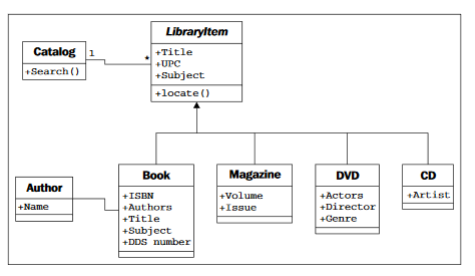 LibraryItem
+Title
+UPC
+Subject
+locate()
Catalog
+Search()
1
*
Author
+Name
Book
+ISBN
+Authors
+Title
+Subject
+DDS number
Magazine
+Volume
+Issue
DVD
+Actors
+Director
+Genre
CD
+Artist